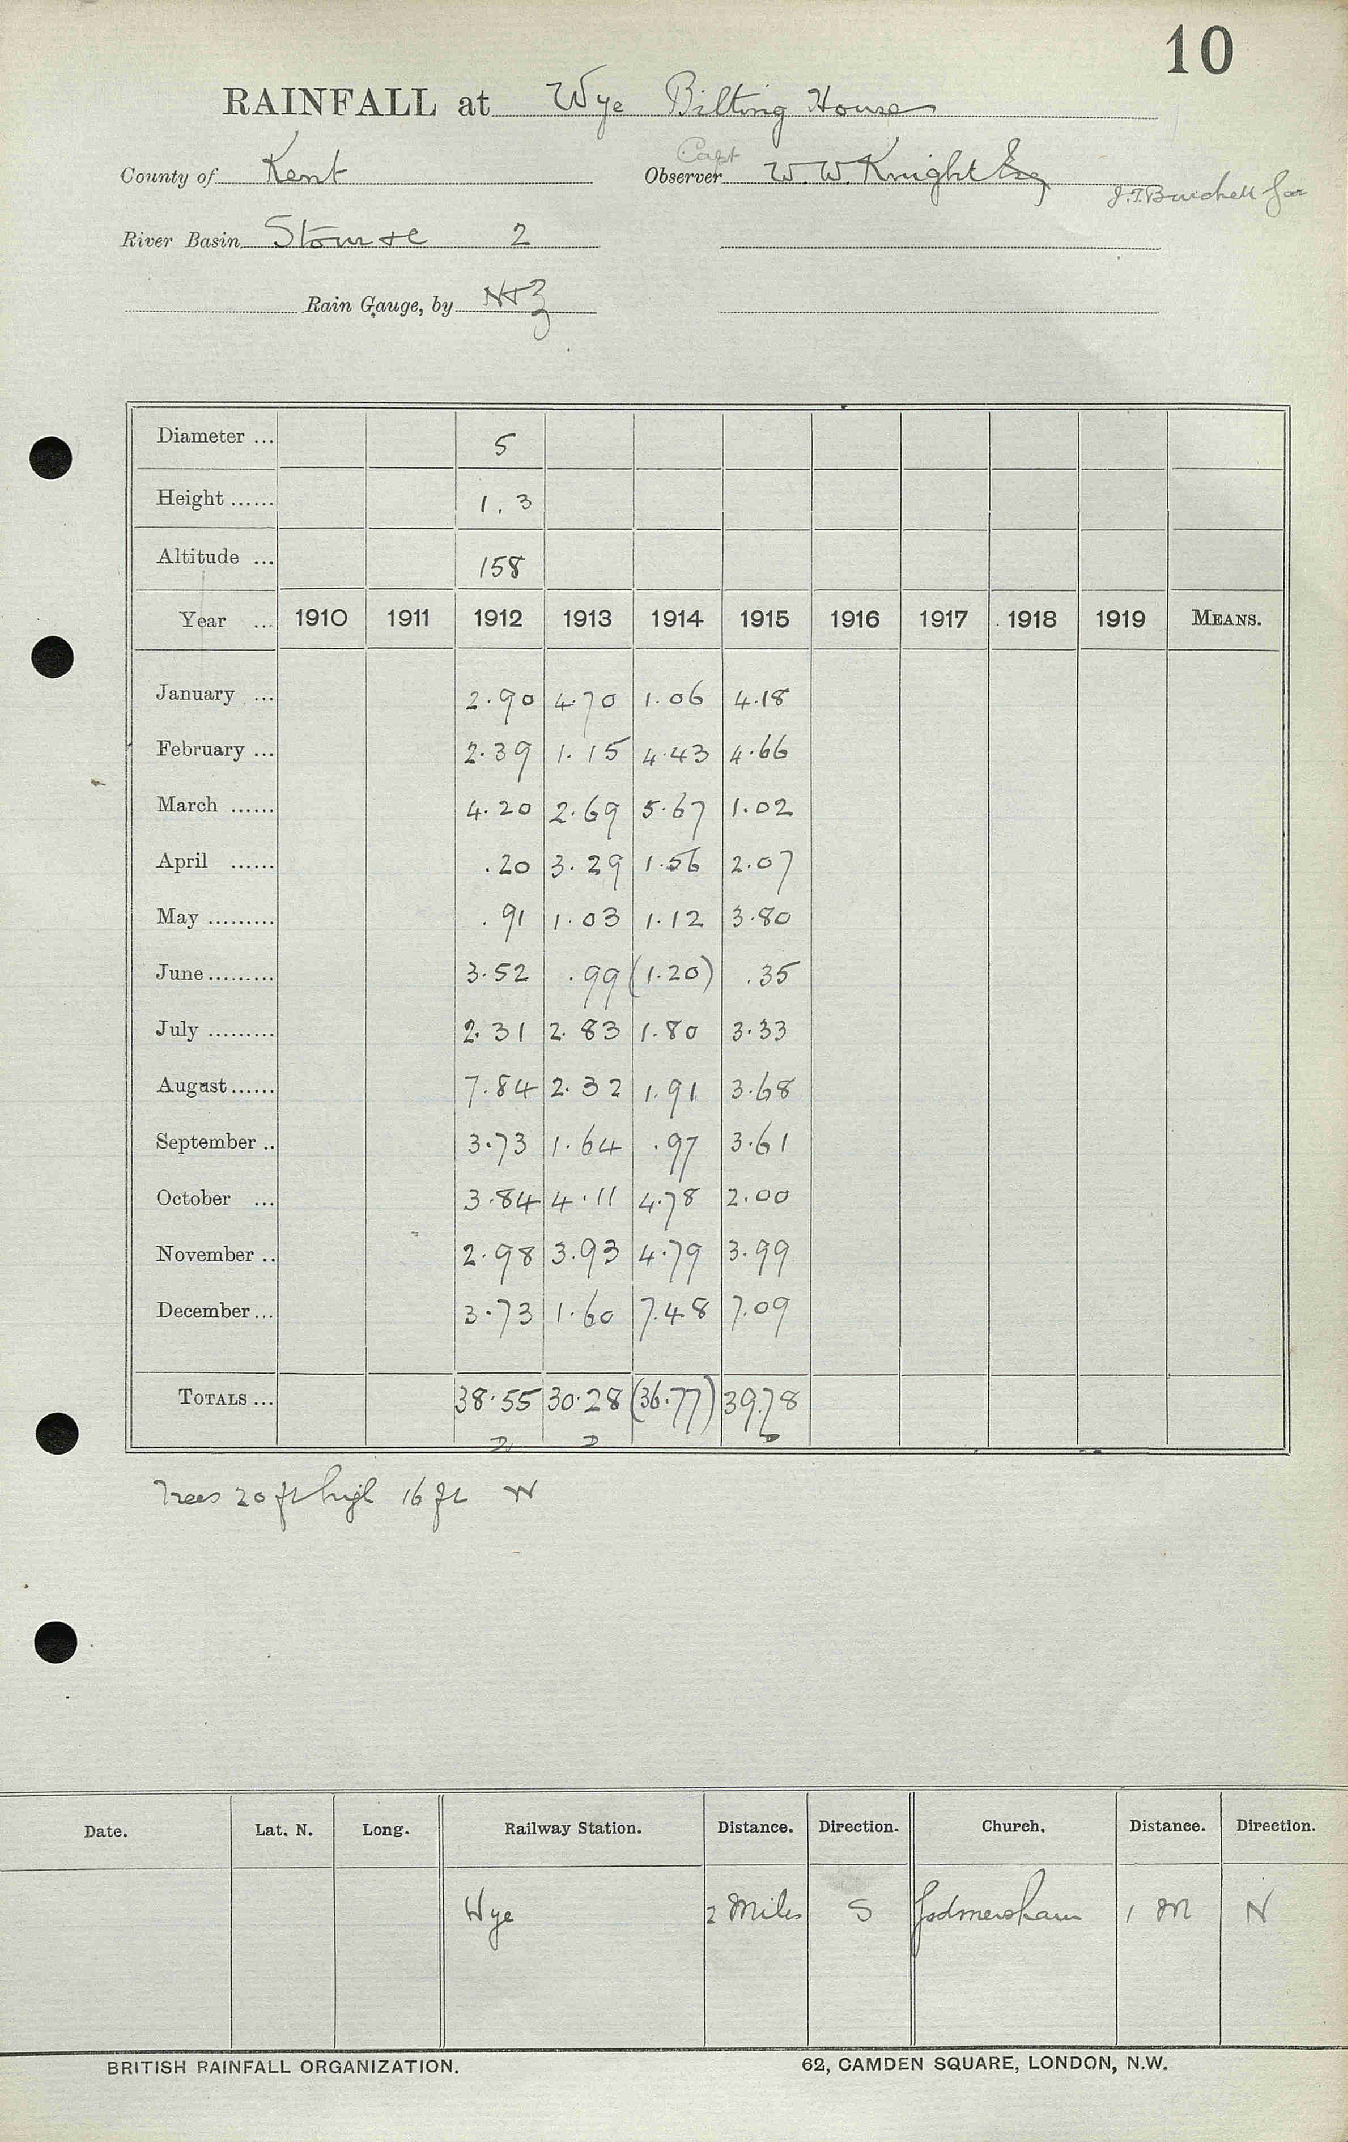 10
RAINFALL at Wye Bilting House
County of Kent
Capt
Observer W. W. Knight Esq
J.T. Burchell for
River Basin Stour &c 2
Rain Gauge, by N+Z
Diameter ... 5
Height ...... 1.3
Altitude ... 158
Year ... 1910 1911 1912 1913 1914 1915 1916 1917 1918 1919 MEANS.
January ... 2.90 4.70 1.06 4.18
February ... 2.39 1.15 4.43 4.66
March ...... 4.20 2.69 5.67 1.02
April ...... .20 3.29 1.56 2.07
May ......... .91 1.03 1.12 3.80
June ......... 3.52 .99 (1.20) .35
July ......... 2.31 2.83 1.80 3.33
August ...... 7.84 2.32 1.91 3.68
September .. 3.73 1.64 .97 3.61
October ... 3.84 4.11 4.78 2.00
November .. 2.98 3.93 4.79 3.99
December ... 3.73 1.60 7.48 7.09
TOTALS ... 38.55 30.28 (36.77) 39.78
2 2 6
Trees 20 ft high 16 ft W
Date. Lat. N. Long. Railway Station. Distance. Direction. Church. Distance. Direction.
Wye 2 Miles S Godmersham 1 M N
BRITISH RAINFALL ORGANIZATION. 62, CAMDEN SQUARE, LONDON, N.W.